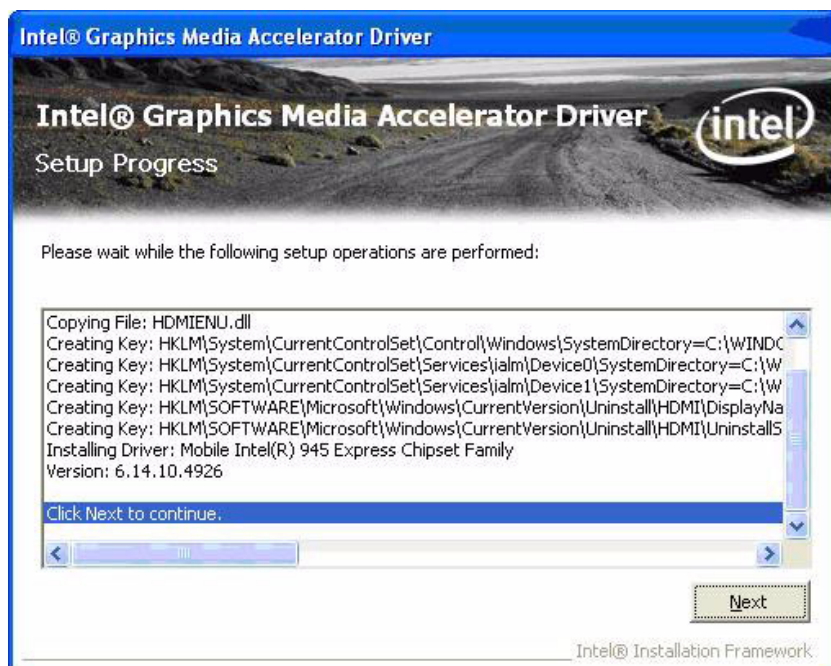 Intel® Graphics Media Accelerator Driver
Intel® Graphics Media Accelerator Driver
intel
Setup Progress
Please wait while the following setup operations are performed:
Copying File: HDMIENU.dll
Creating Key: HKLM\System\CurrentControlSet\Control\Windows\SystemDirectory=C:\WINDO
Creating Key: HKLM\System\CurrentControlSet\Services\ialm\Device0\SystemDirectory=C:\W
Creating Key: HKLM\System\CurrentControlSet\Services\ialm\Device1\SystemDirectory=C:\W
Creating Key: HKLM\SOFTWARE\Microsoft\Windows\CurrentVersion\Uninstall\HDMI\DisplayNa
Creating Key: HKLM\SOFTWARE\Microsoft\Windows\CurrentVersion\Uninstall\HDMI\UninstallS
Installing Driver: Mobile Intel(R) 945 Express Chipset Family
Version: 6.14.10.4926
Click Next to continue.
Next
Intel® Installation Framework